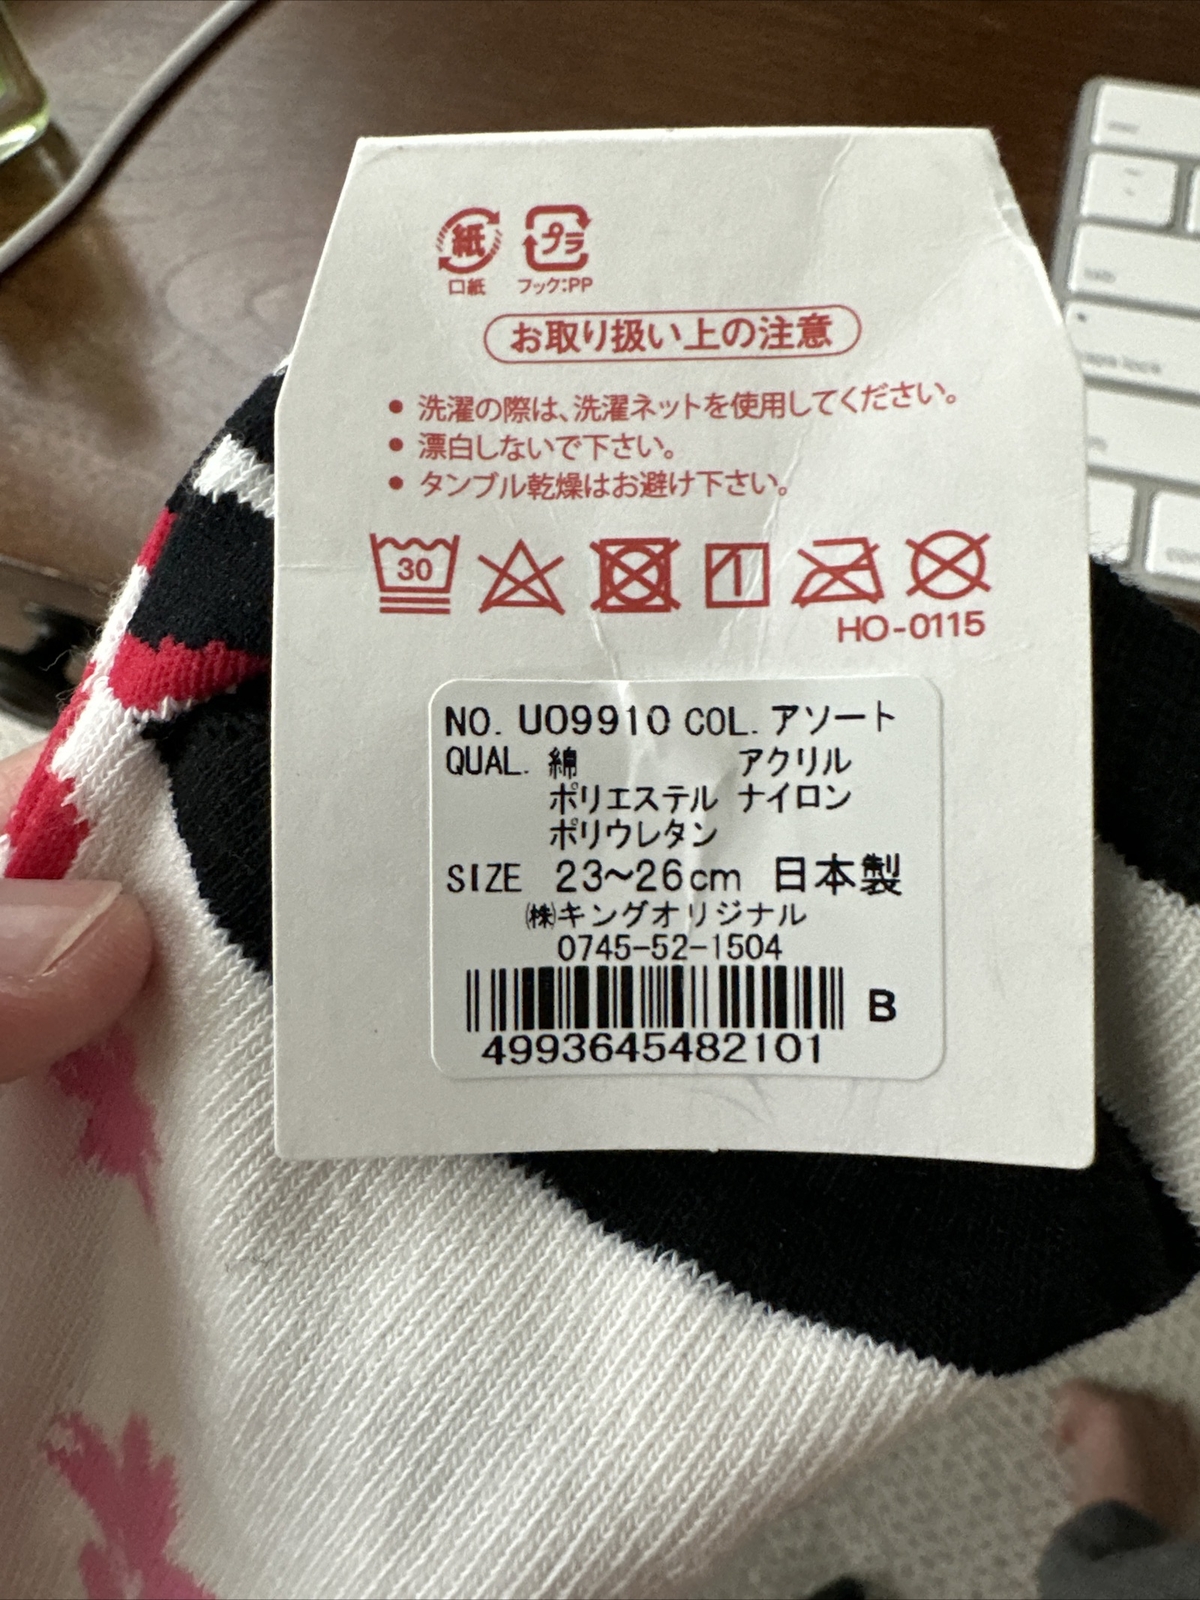 紙 プラ
口紙 フック:PP
お取り扱い上の注意
• 洗濯の際は、洗濯ネットを使用してください。
• 漂白しないで下さい。
• タンブル乾燥はお避け下さい。
30
HO-0115
NO. U09910 COL. アソート
QUAL. 綿 アクリル
ポリエステル ナイロン
ポリウレタン
SIZE 23~26cm 日本製
㈱キングオリジナル
0745-52-1504
B
4993645482101
caps lock